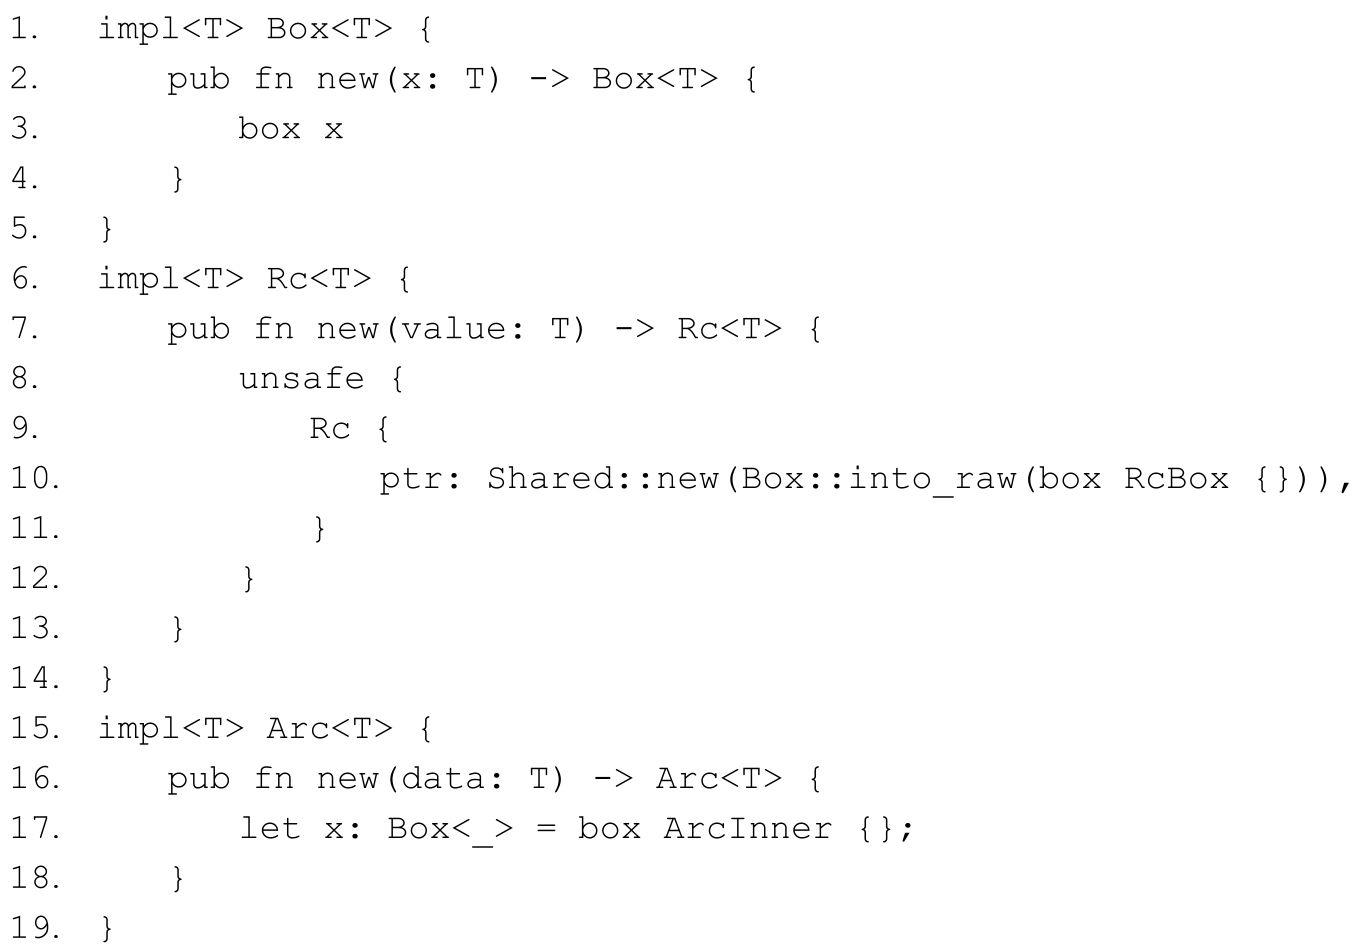 1. impl<T> Box<T> {
2. pub fn new(x: T) -> Box<T> {
3. box x
4. }
5. }
6. impl<T> Rc<T> {
7. pub fn new(value: T) -> Rc<T> {
8. unsafe {
9. Rc {
10. ptr: Shared::new(Box::into_raw(box RcBox {})),
11. }
12. }
13. }
14. }
15. impl<T> Arc<T> {
16. pub fn new(data: T) -> Arc<T> {
17. let x: Box<_> = box ArcInner {};
18. }
19. }